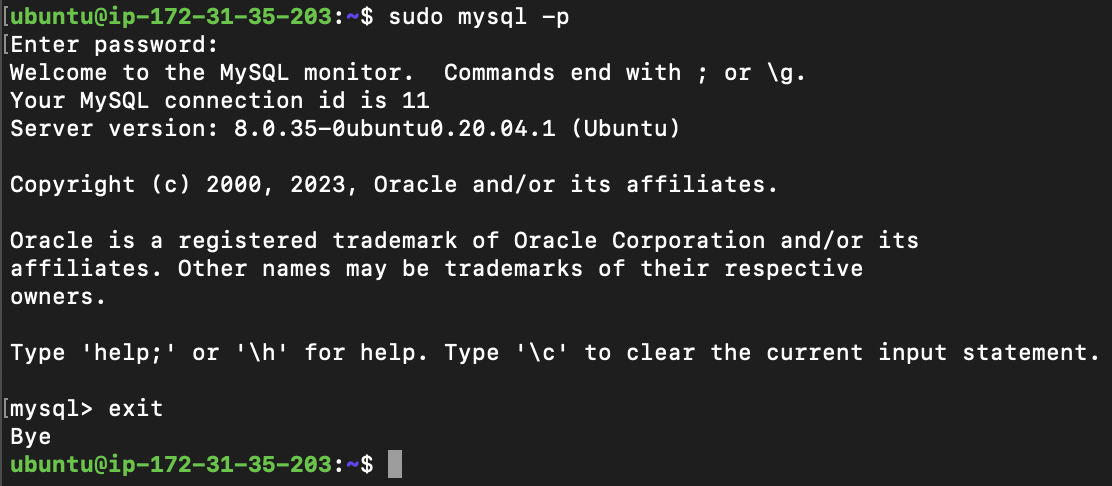 ubuntu@ip-172-31-35-203:~$ sudo mysql -p
Enter password:
Welcome to the MySQL monitor.  Commands end with ; or \g.
Your MySQL connection id is 11
Server version: 8.0.35-0ubuntu0.20.04.1 (Ubuntu)

Copyright (c) 2000, 2023, Oracle and/or its affiliates.

Oracle is a registered trademark of Oracle Corporation and/or its
affiliates. Other names may be trademarks of their respective
owners.

Type 'help;' or '\h' for help. Type '\c' to clear the current input statement.

mysql> exit
Bye
ubuntu@ip-172-31-35-203:~$